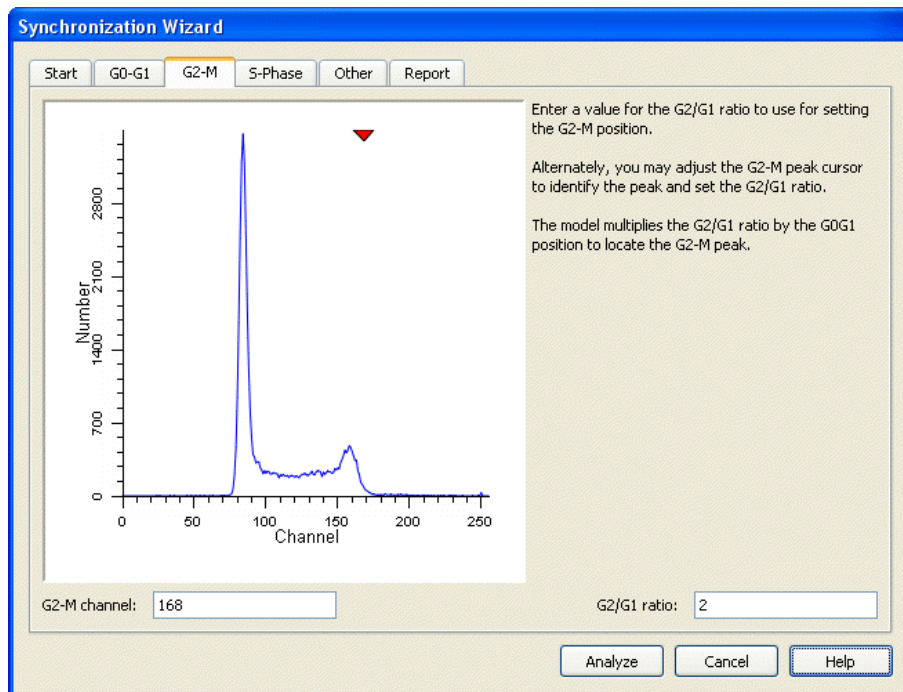 Synchronization Wizard
Start G0-G1 G2-M S-Phase Other Report
Enter a value for the G2/G1 ratio to use for setting
the G2-M position.
Alternately, you may adjust the G2-M peak cursor
to identify the peak and set the G2/G1 ratio.
The model multiplies the G2/G1 ratio by the G0G1
position to locate the G2-M peak.
Number
2800
2100
1400
700
0
0 50 100 150 200 250
Channel
G2-M channel: 168 G2/G1 ratio: 2
Analyze Cancel Help